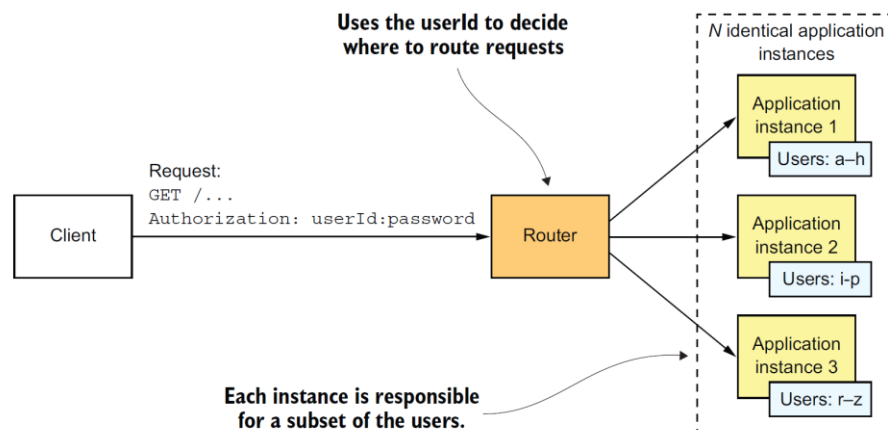 Uses the userId to decide
where to route requests
N identical application
instances
Application
instance 1
Users: a–h
Request:
GET /...
Authorization: userId:password
Client
Router
Application
instance 2
Users: i-p
Application
instance 3
Users: r–z
Each instance is responsible
for a subset of the users.